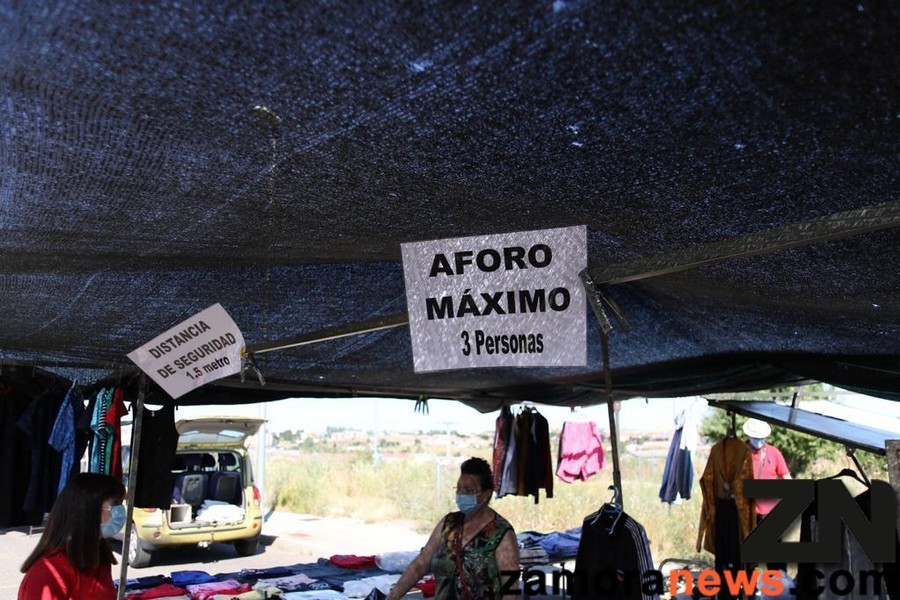 AFORO
MÁXIMO
3 Personas
DISTANCIA
DE SEGURIDAD
1,5 metro
ZN
zamoranews.com